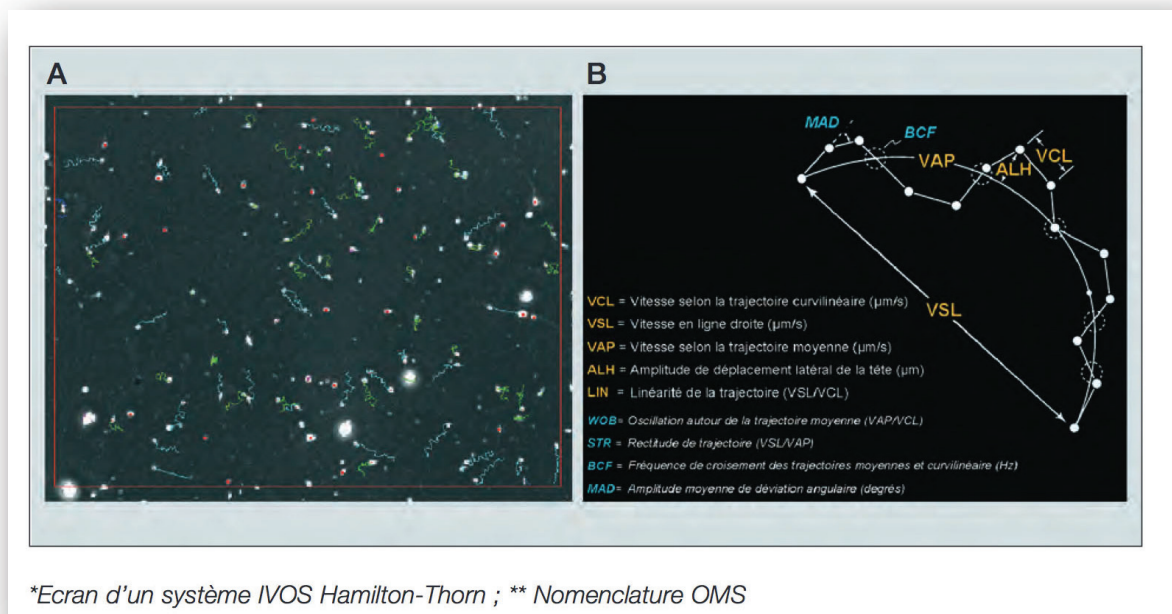 A
B
MAD
BCF
VAP
ALH
VCL
VSL
VCL = Vitesse selon la trajectoire curvilinéaire (µm/s)
VSL = Vitesse en ligne droite (µm/s)
VAP = Vitesse selon la trajectoire moyenne (µm/s)
ALH = Amplitude de déplacement latéral de la tête (µm)
LIN = Linéarité de la trajectoire (VSL/VCL)
WOB= Oscillation autour de la trajectoire moyenne (VAP/VCL)
STR = Rectitude de trajectoire (VSL/VAP)
BCF = Fréquence de croisement des trajectoires moyennes et curvilinéaire (Hz)
MAD= Amplitude moyenne de déviation angulaire (degrés)
*Ecran d'un système IVOS Hamilton-Thorn ; ** Nomenclature OMS